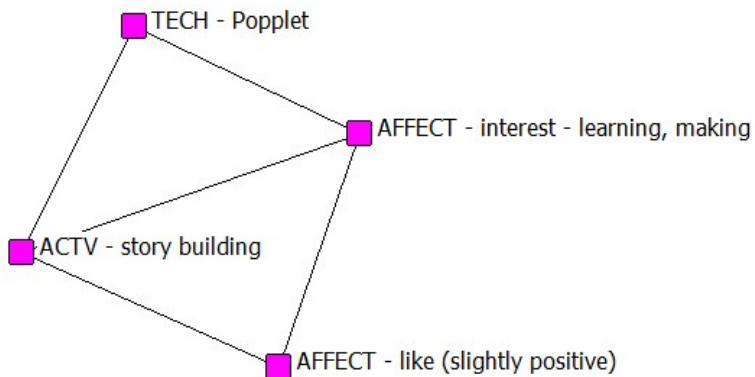 TECH - Popplet
AFFECT - interest - learning, making
ACTV - story building
AFFECT - like (slightly positive)